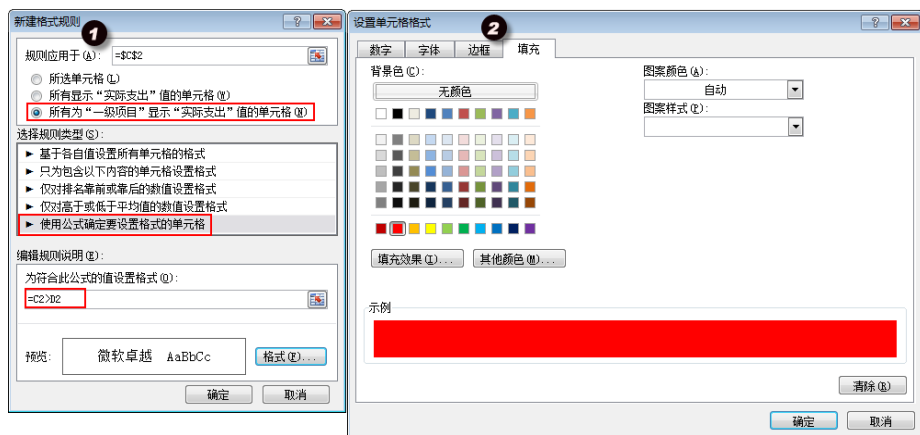 新建格式规则
1
规则应用于(A): =$C$2
所选单元格(L)
所有显示“实际支出”值的单元格(W)
所有为“一级项目”显示“实际支出”值的单元格(N)
选择规则类型(S):
► 基于各自值设置所有单元格的格式
► 只为包含以下内容的单元格设置格式
► 仅对排名靠前或靠后的数值设置格式
► 仅对高于或低于平均值的数值设置格式
► 使用公式确定要设置格式的单元格
编辑规则说明(E):
为符合此公式的值设置格式(O):
=C2>D2
预览: 微软卓越 AaBbCc 格式(F)...
确定 取消
设置单元格格式
2
数字 字体 边框 填充
背景色(C):
无颜色
填充效果(I)... 其他颜色(M)...
图案颜色(A):
自动
图案样式(P):
示例
清除(R)
确定 取消